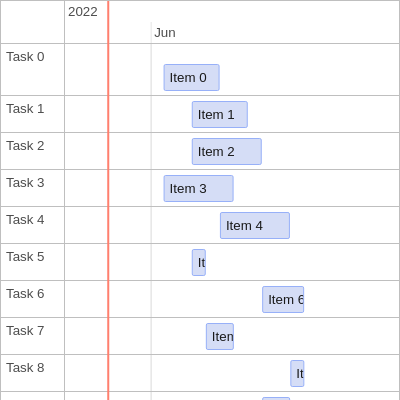 2022
Jun
Task 0
Item 0
Task 1
Item 1
Task 2
Item 2
Task 3
Item 3
Task 4
Item 4
Task 5
It
Task 6
Item 6
Task 7
Iten
Task 8
It